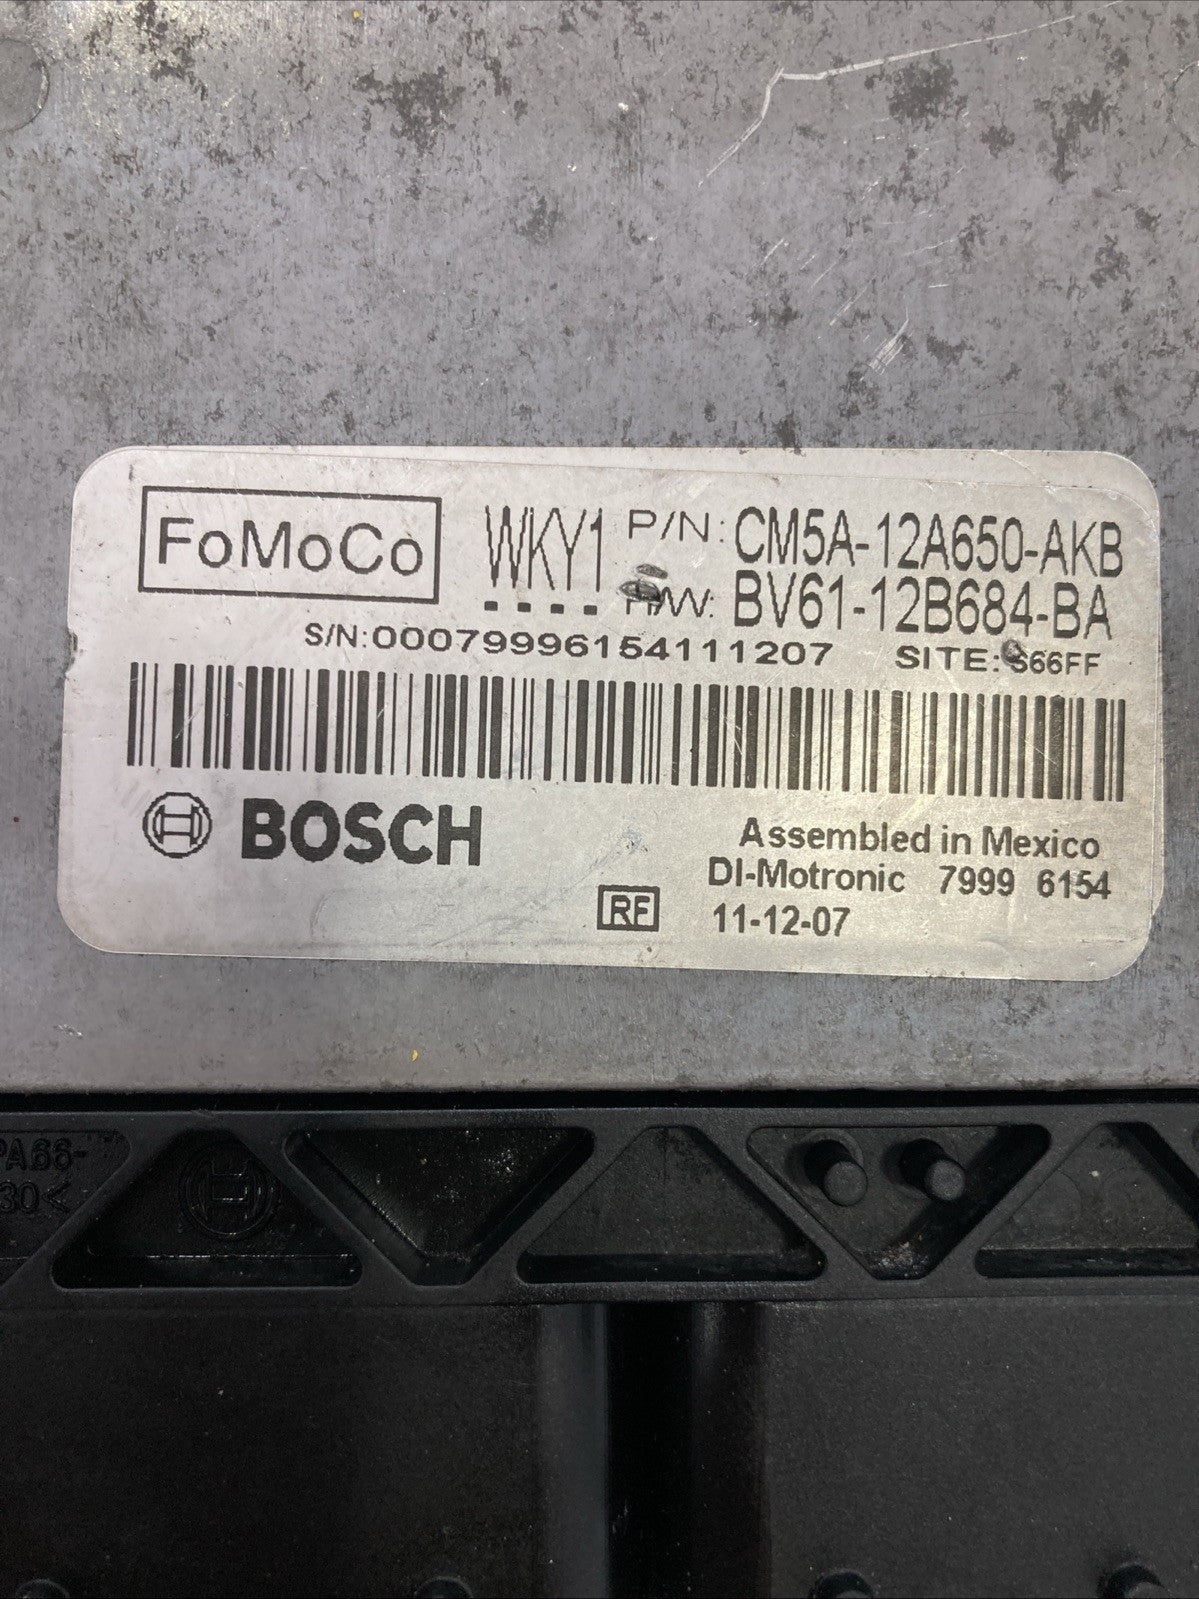 FoMoCo WKY1 P/N: CM5A-12A650-AKB
H/W: BV61-12B684-BA
S/N:00079996154111207 SITE: S66FF
BOSCH
Assembled in Mexico
DI-Motronic 7999 6154
RF 11-12-07
PA66-
30<